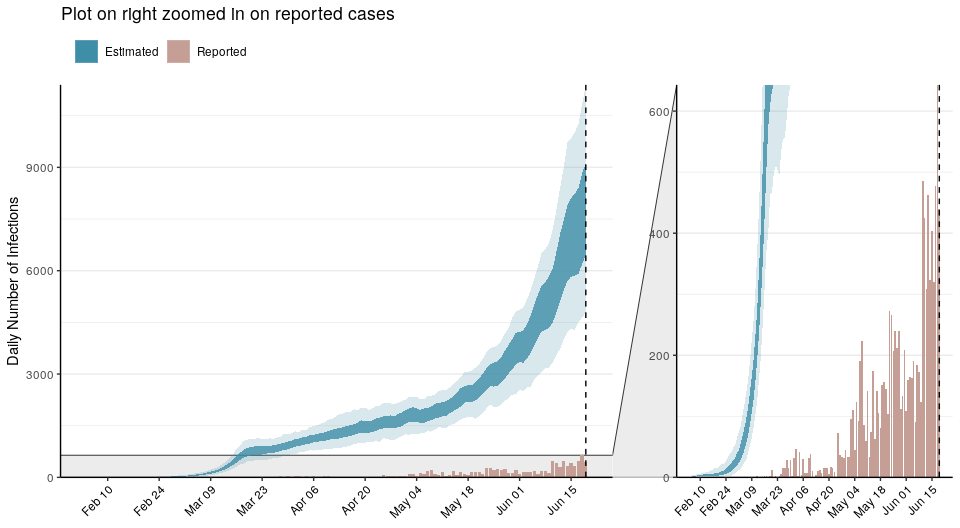 Plot on right zoomed in on reported cases
Estimated Reported
Daily Number of Infections
9000
6000
3000
0
Feb 10 Feb 24 Mar 09 Mar 23 Apr 06 Apr 20 May 04 May 18 Jun 01 Jun 15
600
400
200
0
Feb 10 Feb 24 Mar 09 Mar 23 Apr 06 Apr 20 May 04 May 18 Jun 01 Jun 15